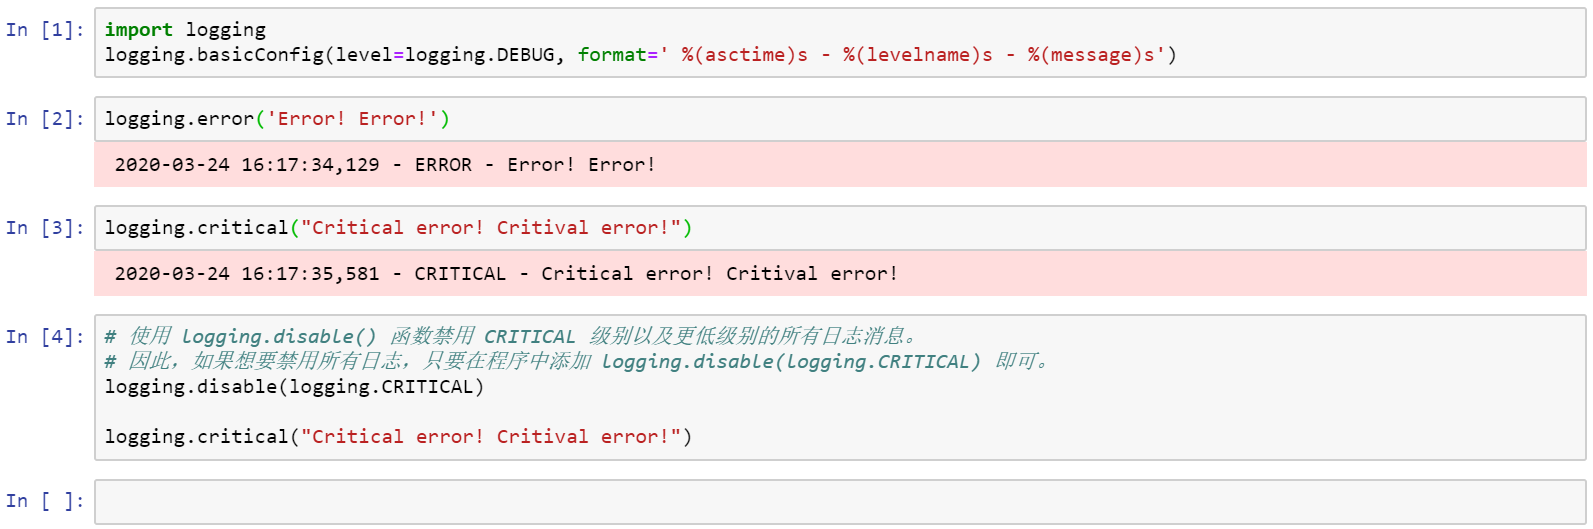 In [1]: import logging
logging.basicConfig(level=logging.DEBUG, format=' %(asctime)s - %(levelname)s - %(message)s')
In [2]: logging.error('Error! Error!')
2020-03-24 16:17:34,129 - ERROR - Error! Error!
In [3]: logging.critical("Critical error! Critival error!")
2020-03-24 16:17:35,581 - CRITICAL - Critical error! Critival error!
In [4]: # 使用 logging.disable() 函数禁用 CRITICAL 级别以及更低级别的所有日志消息。
# 因此，如果想要禁用所有日志，只要在程序中添加 logging.disable(logging.CRITICAL) 即可。
logging.disable(logging.CRITICAL)
logging.critical("Critical error! Critival error!")
In [ ]: